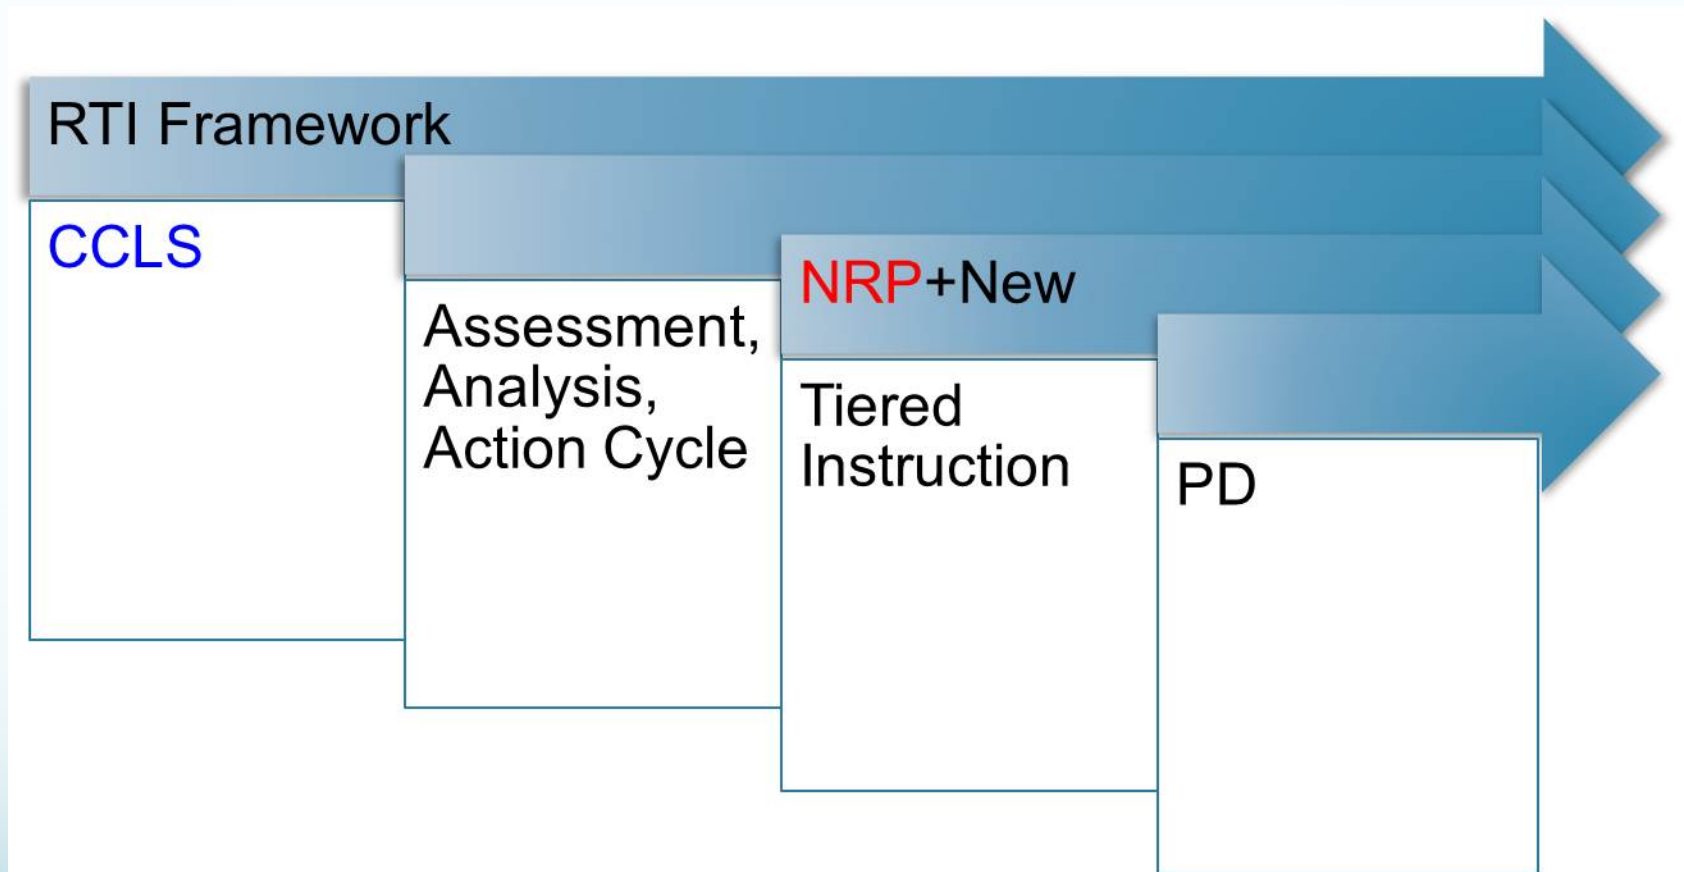 RTI Framework
CCLS
Assessment,
Analysis,
Action Cycle
NRP+New
Tiered
Instruction
PD